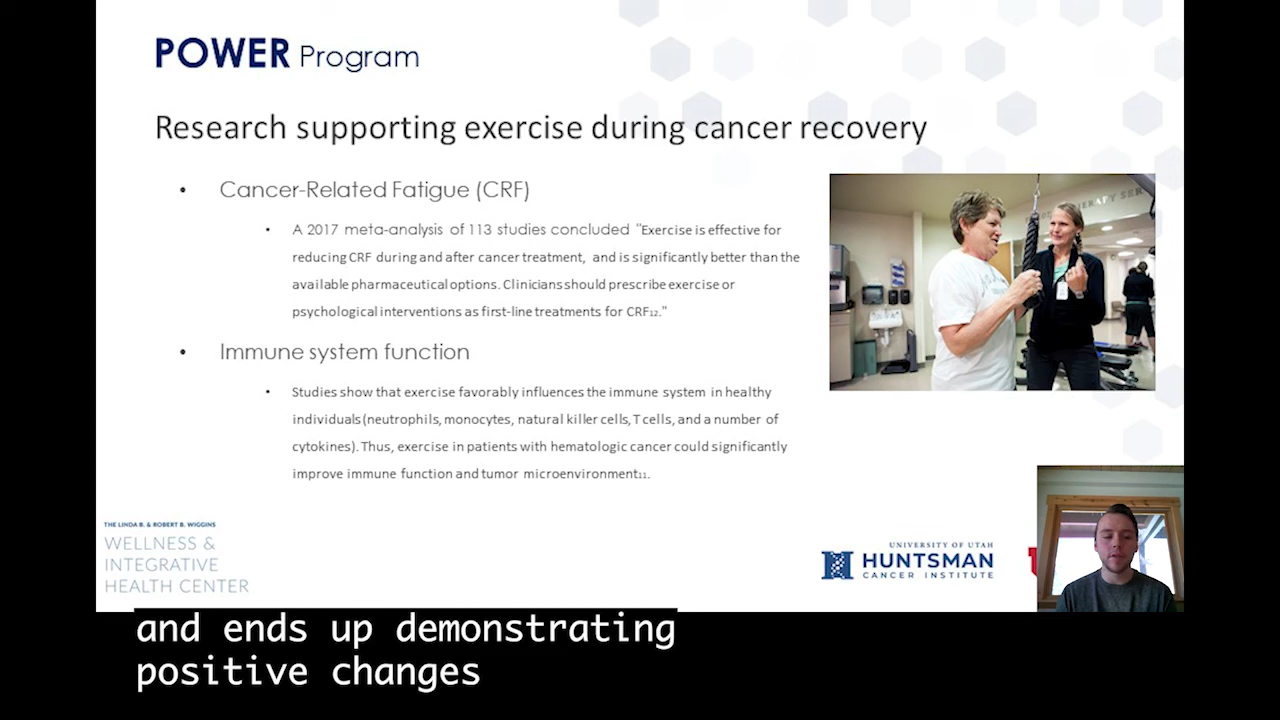 POWER Program
Research supporting exercise during cancer recovery
• Cancer-Related Fatigue (CRF)
• A 2017 meta-analysis of 113 studies concluded "Exercise is effective for
reducing CRF during and after cancer treatment, and is significantly better than the
available pharmaceutical options. Clinicians should prescribe exercise or
psychological interventions as first-line treatments for CRF12."
• Immune system function
• Studies show that exercise favorably influences the immune system in healthy
individuals (neutrophils, monocytes, natural killer cells, T cells, and a number of
cytokines). Thus, exercise in patients with hematologic cancer could significantly
improve immune function and tumor microenvironment11.
THE LINDA B. & ROBERT B. WIGGINS
WELLNESS &
INTEGRATIVE
HEALTH CENTER
UNIVERSITY OF UTAH
HUNTSMAN
CANCER INSTITUTE
and ends up demonstrating
positive changes